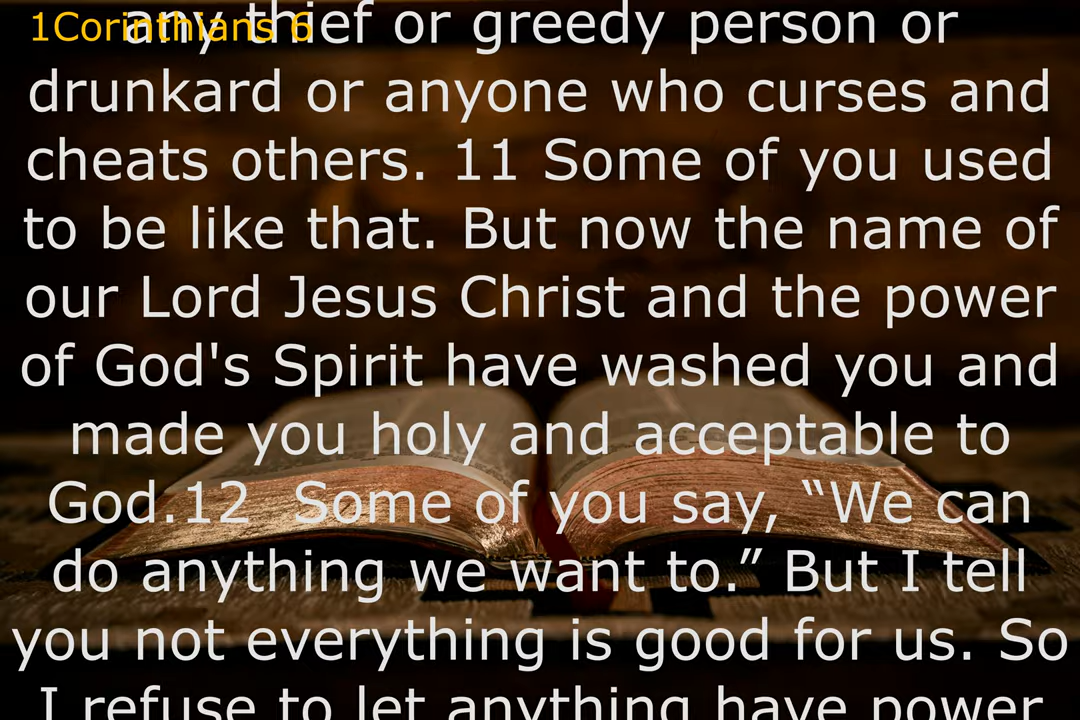 1Corinthians 6
any thief or greedy person or
drunkard or anyone who curses and
cheats others. 11 Some of you used
to be like that. But now the name of
our Lord Jesus Christ and the power
of God's Spirit have washed you and
made you holy and acceptable to
God.12 Some of you say, “We can
do anything we want to.” But I tell
you not everything is good for us. So
I refuse to let anything have power